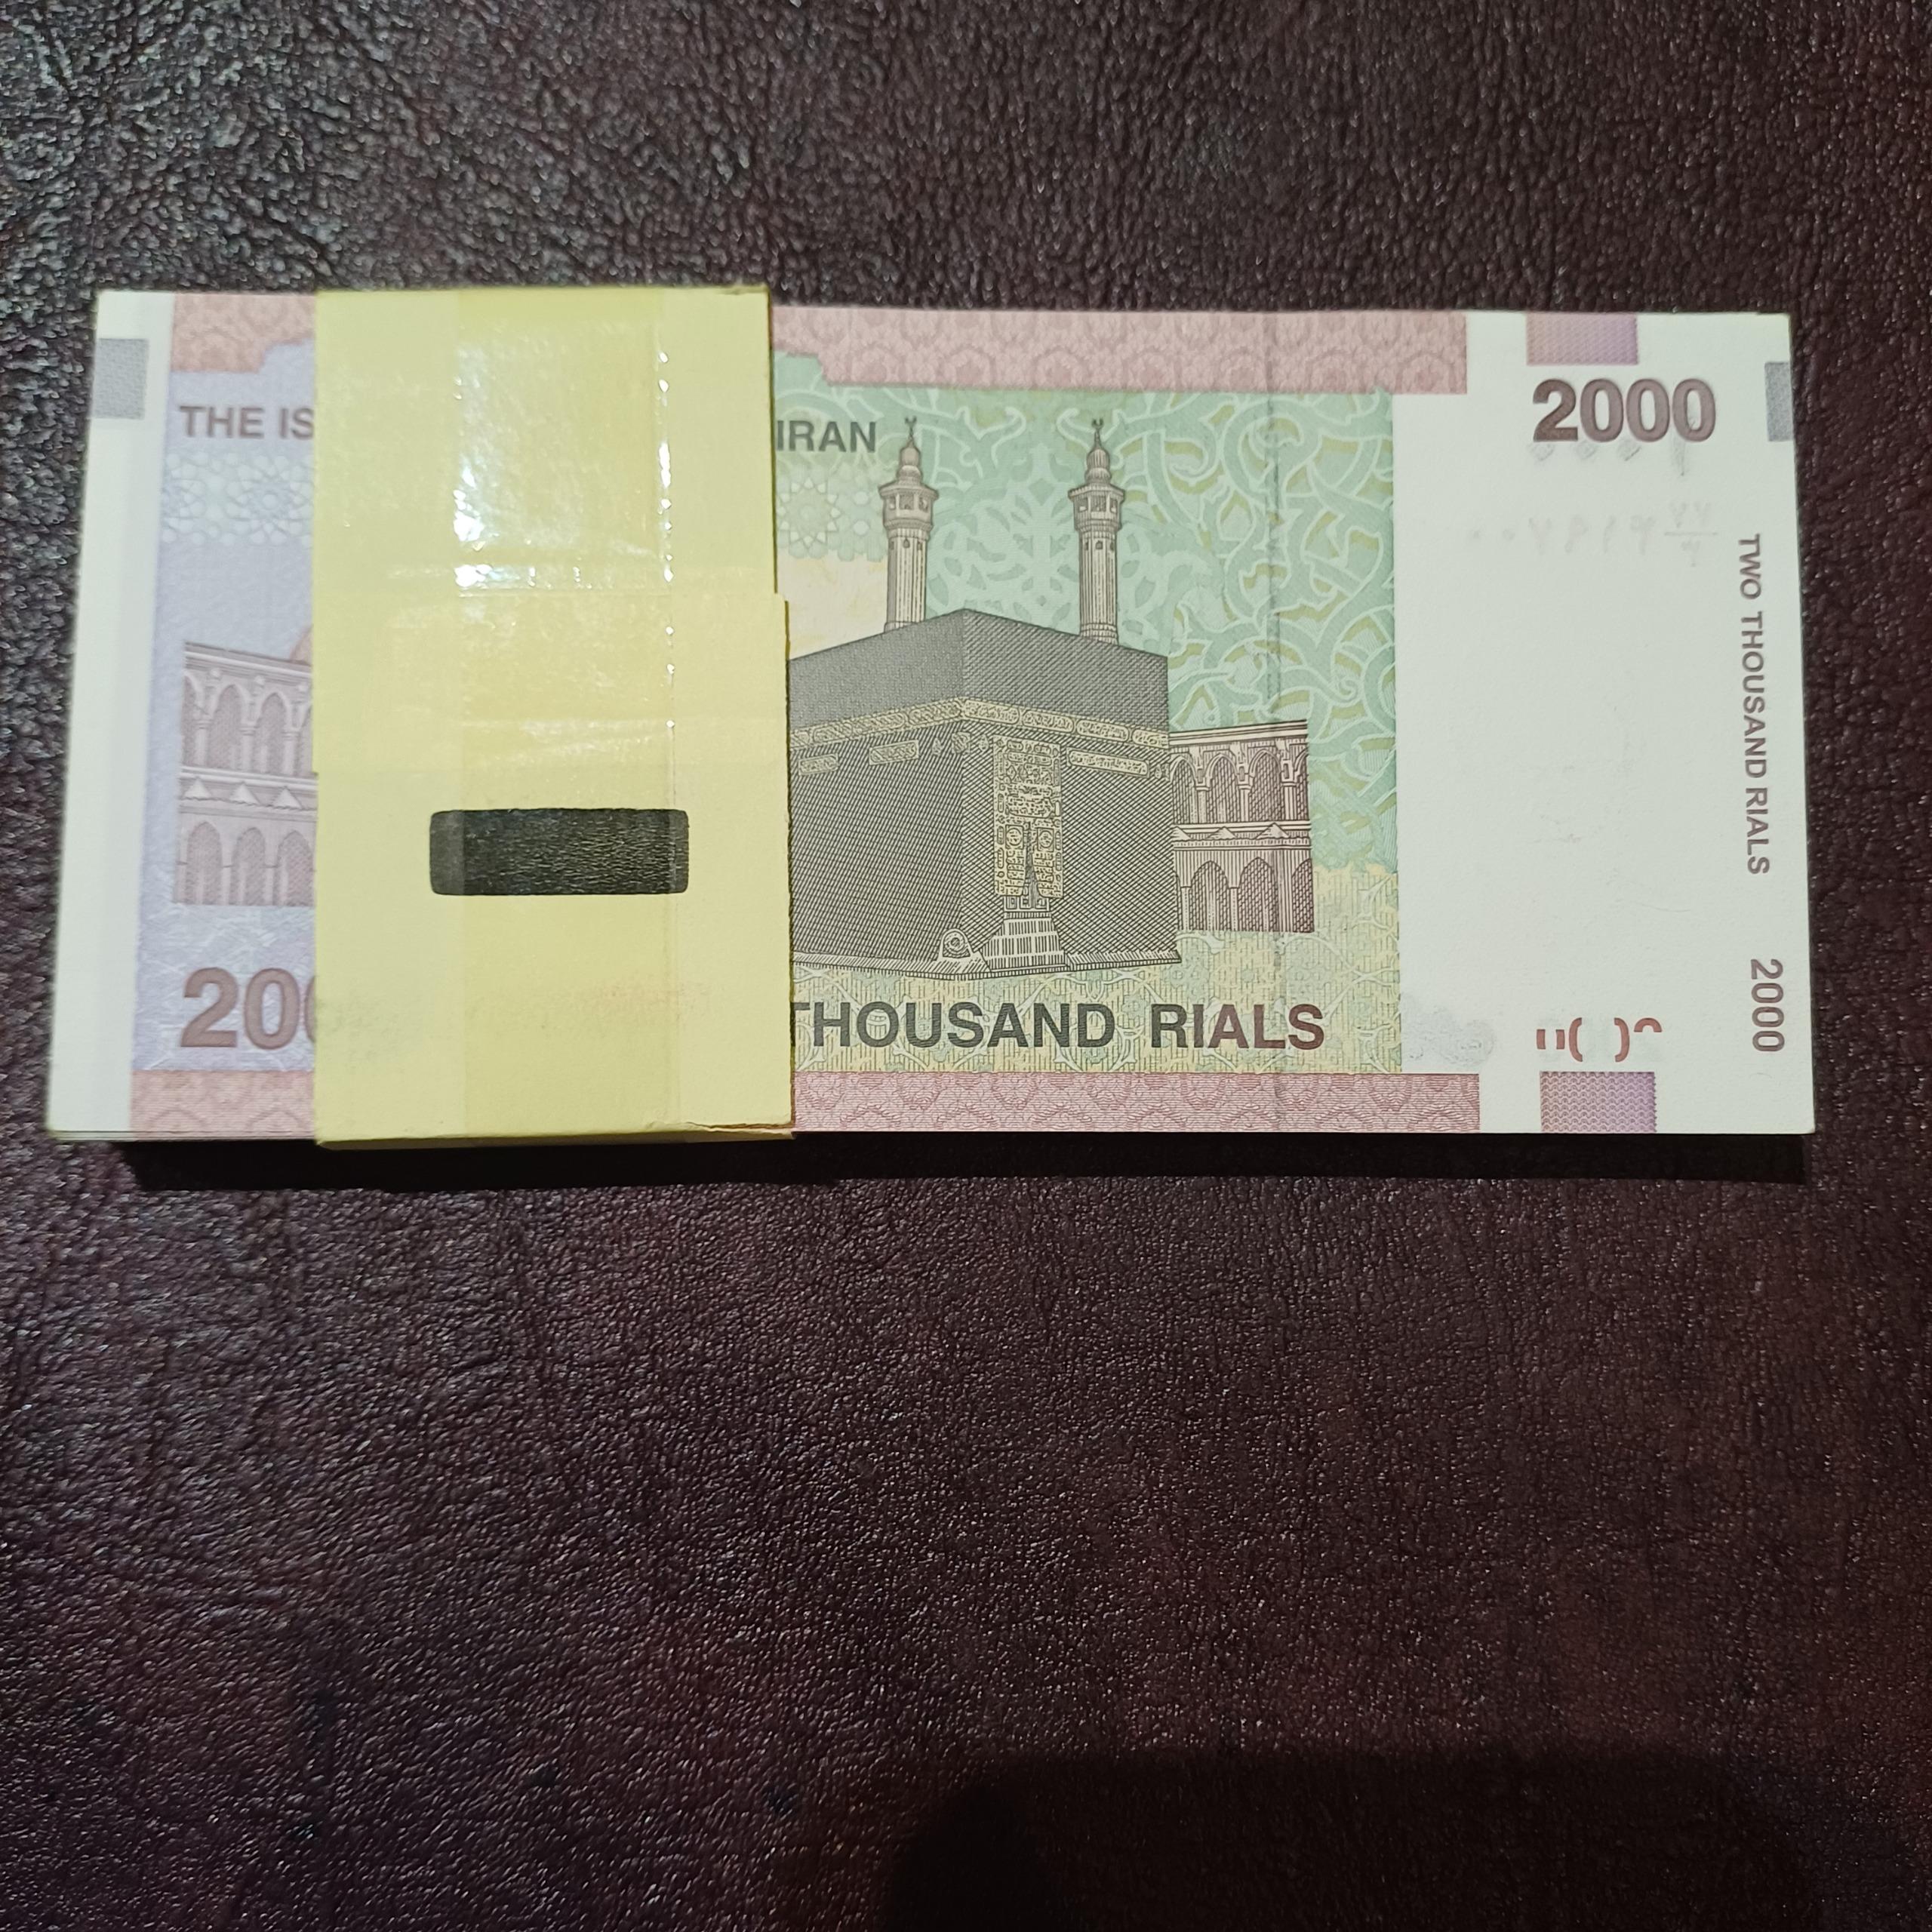 THE IS
IRAN
2000
TWO THOUSAND RIALS 2000
200
THOUSAND RIALS